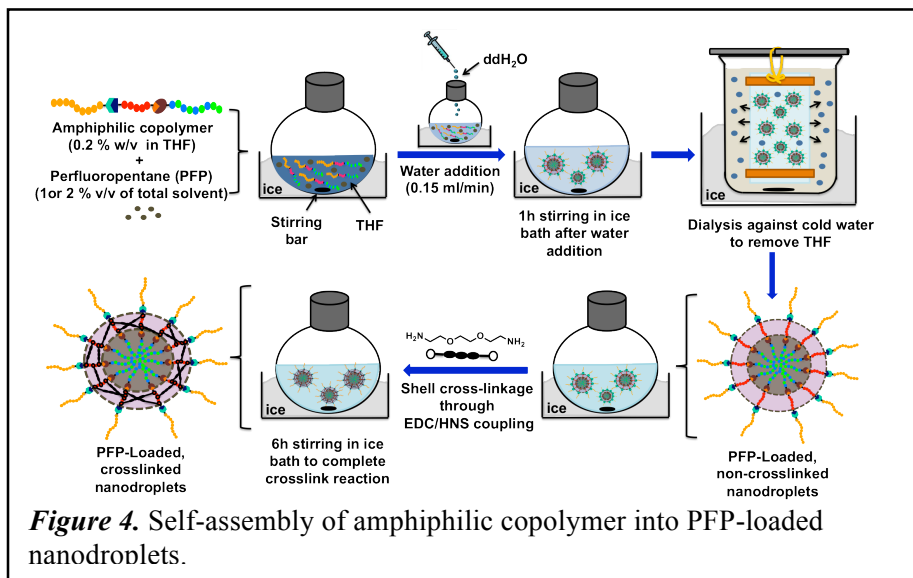 ddH₂O
Amphiphilic copolymer
(0.2 % w/v in THF)
+
Perfluoropentane (PFP)
(1or 2 % v/v of total solvent)
ice
Stirring
bar
THF
Water addition
(0.15 ml/min)
ice
1h stirring in ice
bath after water
addition
ice
Dialysis against cold water
to remove THF
PFP-Loaded,
crosslinked
nanodroplets
ice
6h stirring in ice
bath to complete
crosslink reaction
H₂N
O
O
NH₂
Shell cross-linkage
through
EDC/HNS coupling
ice
PFP-Loaded,
non-crosslinked
nanodroplets
Figure 4. Self-assembly of amphiphilic copolymer into PFP-loaded
nanodroplets.